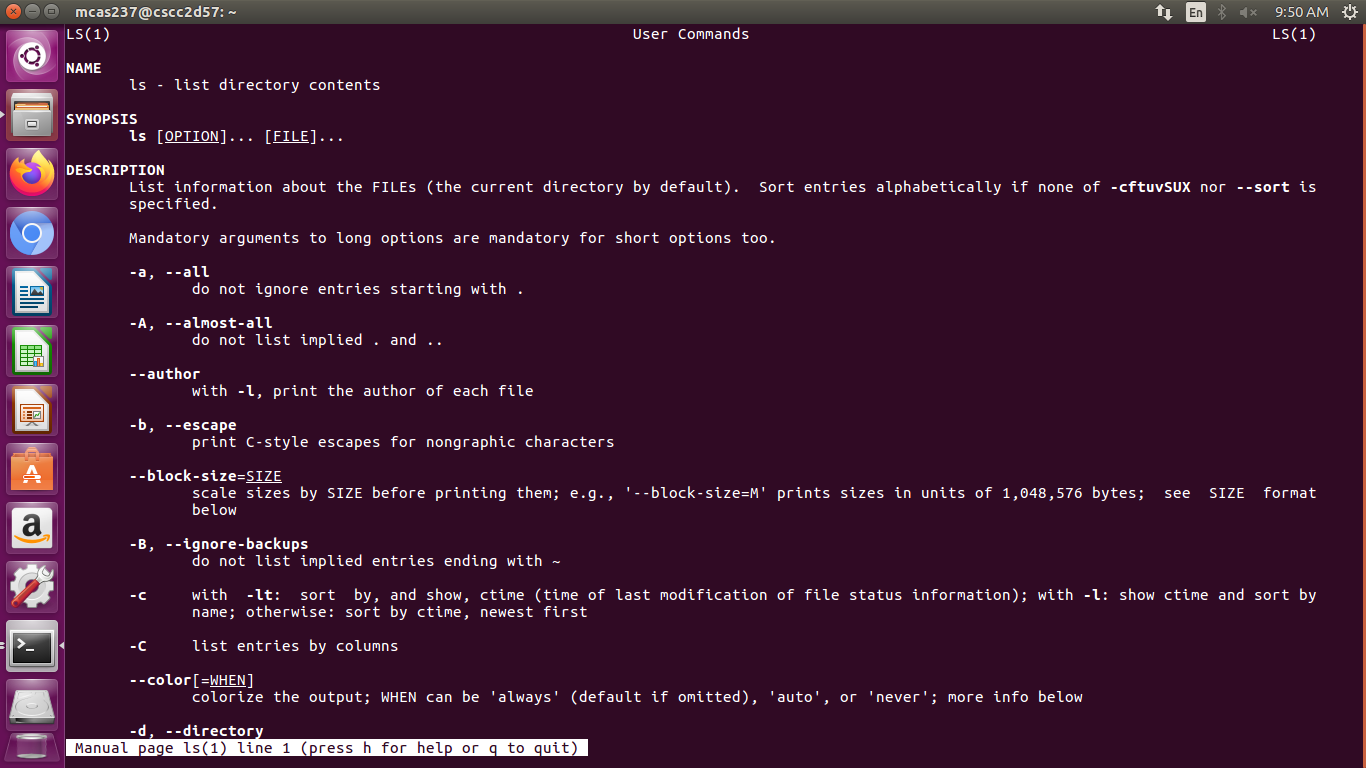 mcas237@cscc2d57: ~
En
9:50 AM
LS(1) User Commands LS(1)
NAME
ls - list directory contents
SYNOPSIS
ls [OPTION]... [FILE]...
DESCRIPTION
List information about the FILEs (the current directory by default).  Sort entries alphabetically if none of -cftuvSUX nor --sort is
specified.
Mandatory arguments to long options are mandatory for short options too.
-a, --all
do not ignore entries starting with .
-A, --almost-all
do not list implied . and ..
--author
with -l, print the author of each file
-b, --escape
print C-style escapes for nongraphic characters
--block-size=SIZE
scale sizes by SIZE before printing them; e.g., '--block-size=M' prints sizes in units of 1,048,576 bytes;  see  SIZE  format
below
-B, --ignore-backups
do not list implied entries ending with ~
-c with  -lt:  sort  by, and show, ctime (time of last modification of file status information); with -l: show ctime and sort by
name; otherwise: sort by ctime, newest first
-C list entries by columns
--color[=WHEN]
colorize the output; WHEN can be 'always' (default if omitted), 'auto', or 'never'; more info below
-d, --directory
Manual page ls(1) line 1 (press h for help or q to quit)